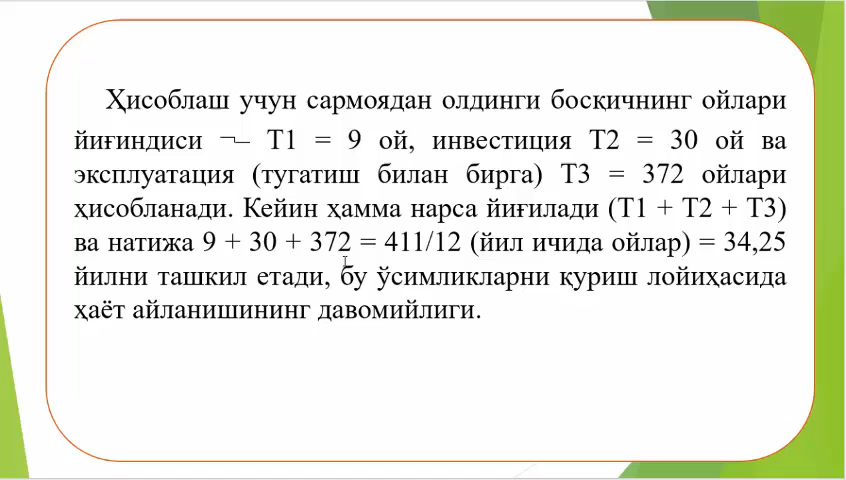 Ҳисоблаш учун сармоядан олдинги босқичнинг ойлари
йиғиндиси ¬– T1 = 9 ой, инвестиция T2 = 30 ой ва
эксплуатация (тугатиш билан бирга) T3 = 372 ойлари
ҳисобланади. Кейин ҳамма нарса йиғилади (T1 + T2 + T3)
ва натижа 9 + 30 + 372 = 411/12 (йил ичида ойлар) = 34,25
йилни ташкил етади, бу ўсимликларни қуриш лойиҳасида
ҳаёт айланишининг давомийлиги.